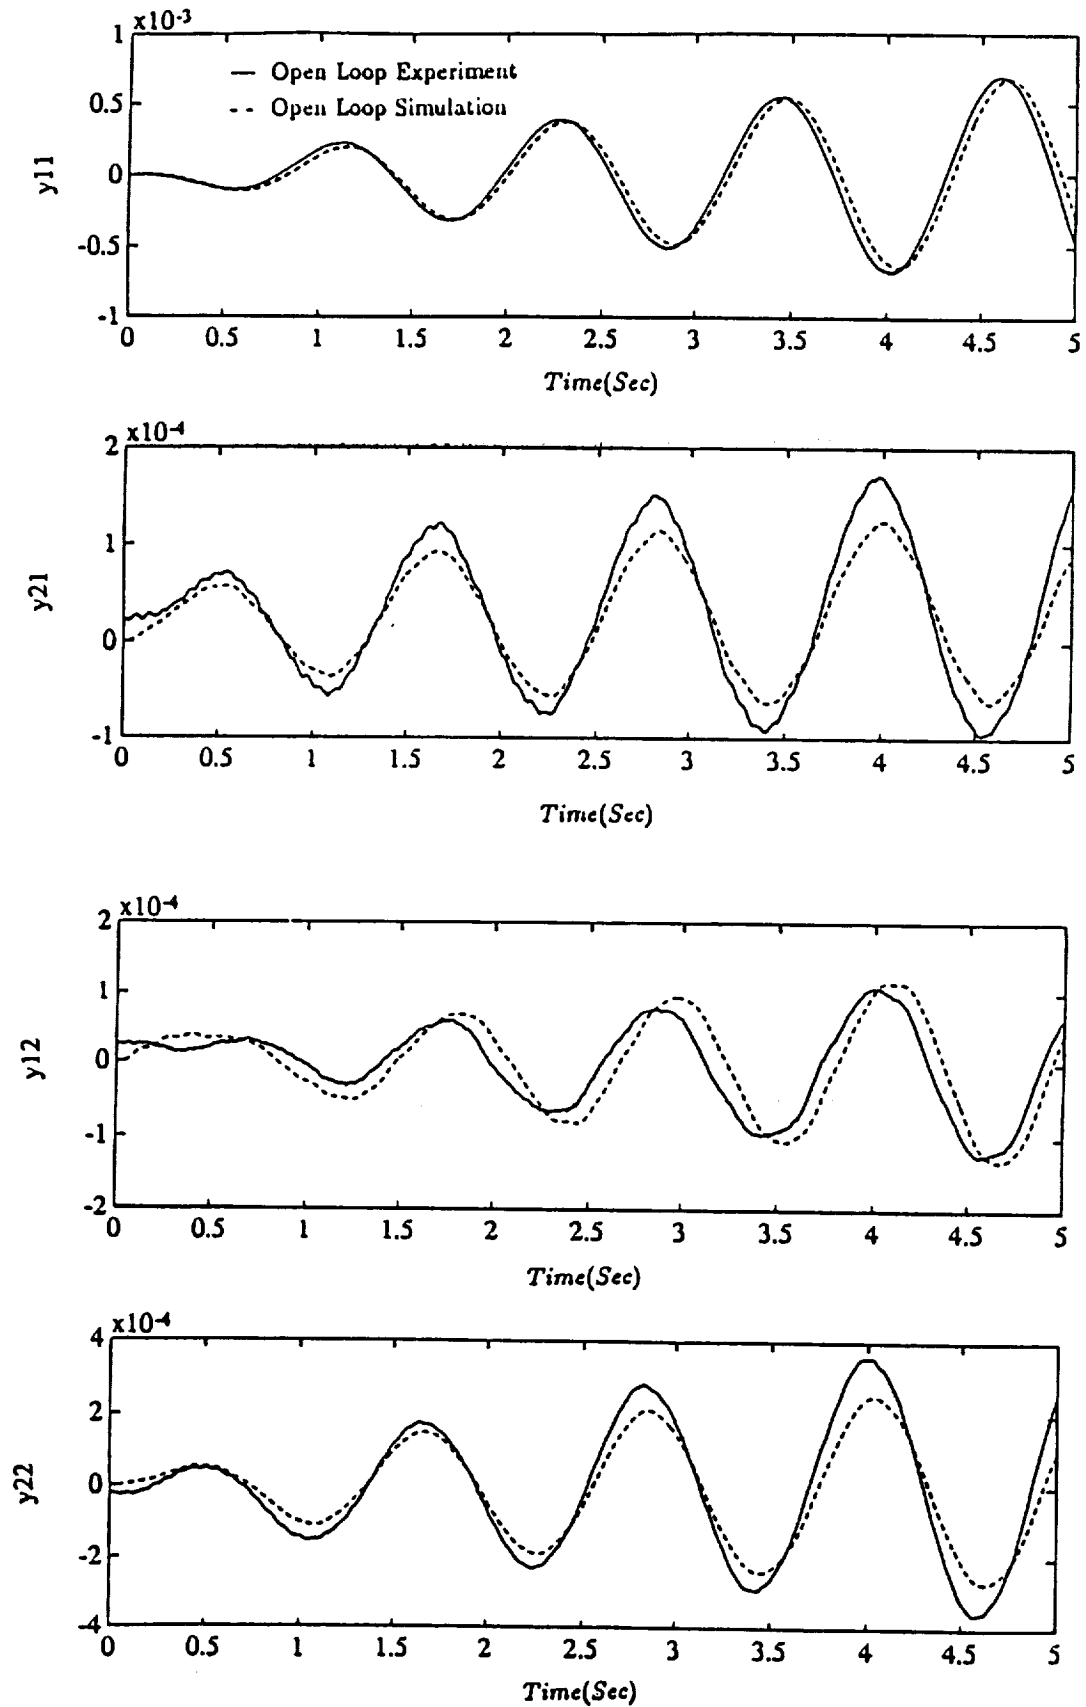 x10-3
1
— Open Loop Experiment
0.5
-- Open Loop Simulation
y11
0
-0.5
-1
0 0.5 1 1.5 2 2.5 3 3.5 4 4.5 5
Time(Sec)
x10-4
2
1
y21
0
-1
0 0.5 1 1.5 2 2.5 3 3.5 4 4.5 5
Time(Sec)
x10-4
2
1
y12
0
-1
-2
0 0.5 1 1.5 2 2.5 3 3.5 4 4.5 5
Time(Sec)
x10-4
4
2
y22
0
-2
-4
0 0.5 1 1.5 2 2.5 3 3.5 4 4.5 5
Time(Sec)